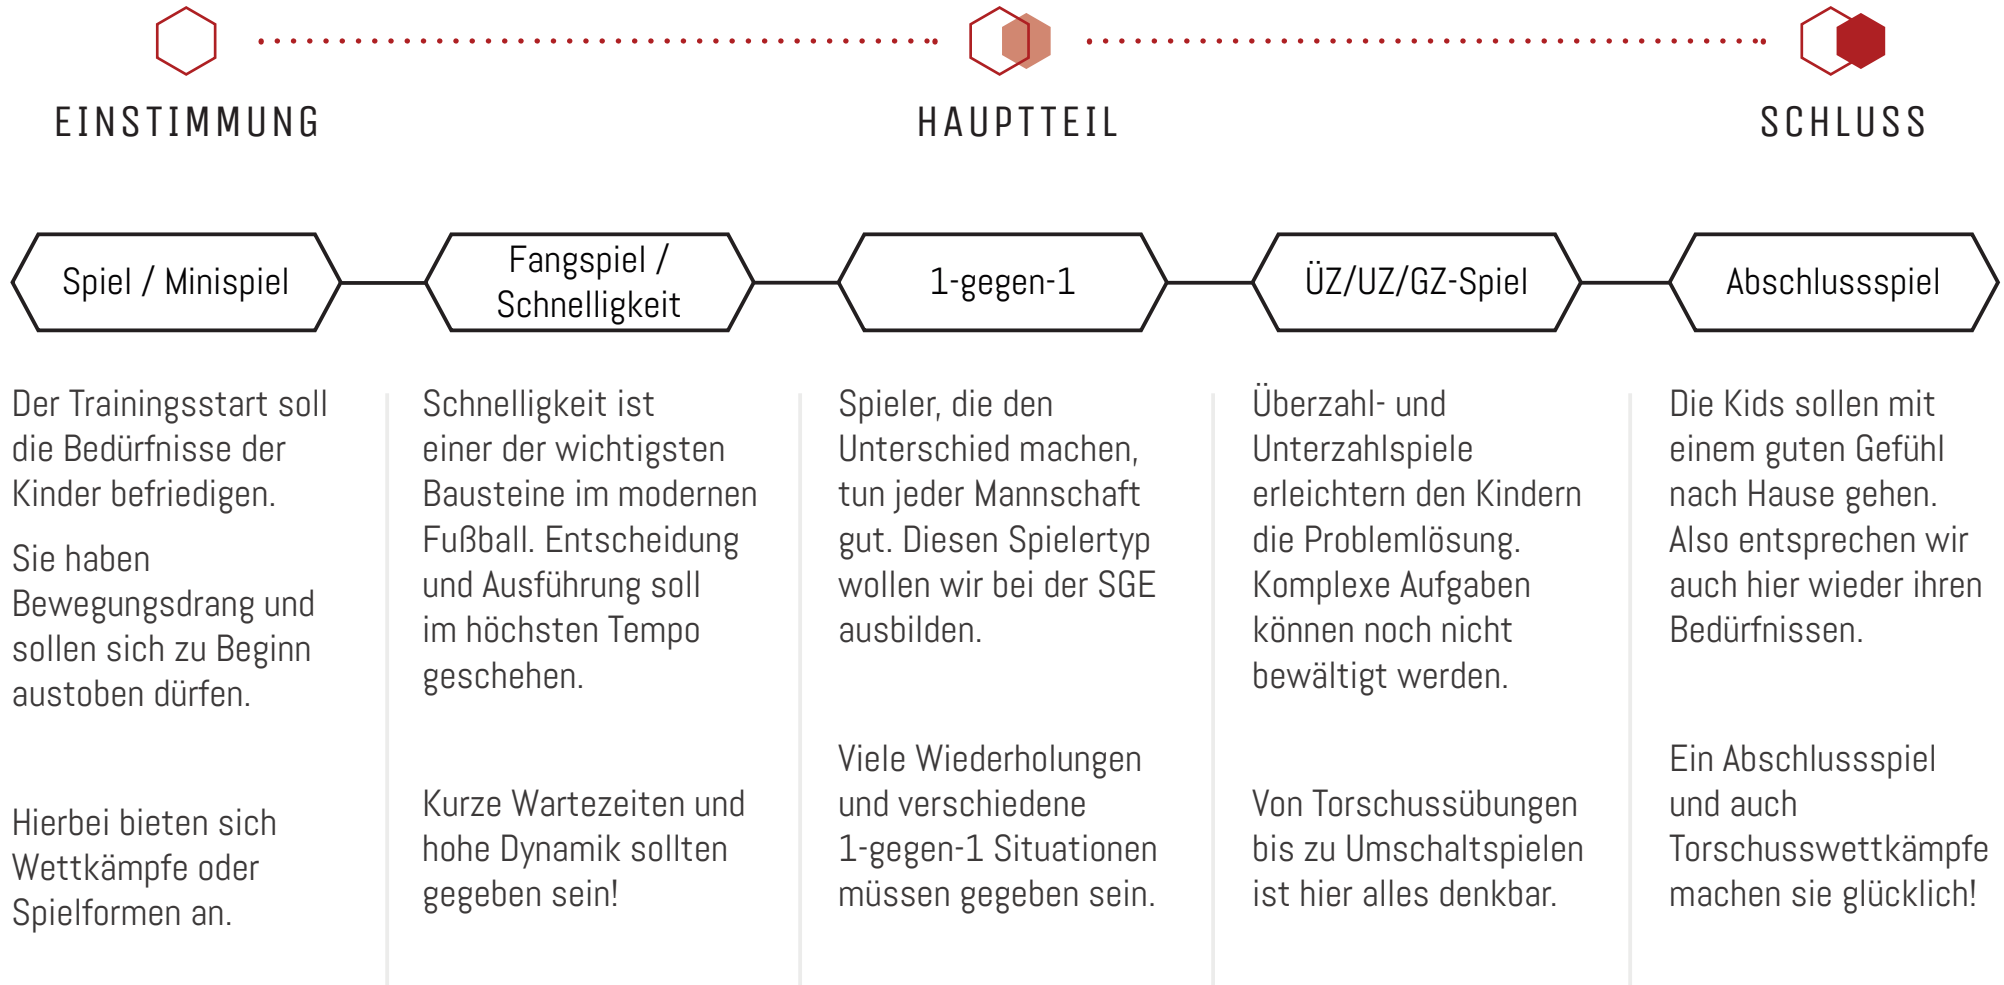 EINSTIMMUNG
HAUPTTEIL
SCHLUSS
Spiel / Minispiel
Fangspiel /
Schnelligkeit
1-gegen-1
ÜZ/UZ/GZ-Spiel
Abschlussspiel
Der Trainingsstart soll
die Bedürfnisse der
Kinder befriedigen.
Sie haben
Bewegungsdrang und
sollen sich zu Beginn
austoben dürfen.
Hierbei bieten sich
Wettkämpfe oder
Spielformen an.
Schnelligkeit ist
einer der wichtigsten
Bausteine im modernen
Fußball. Entscheidung
und Ausführung soll
im höchsten Tempo
geschehen.
Kurze Wartezeiten und
hohe Dynamik sollten
gegeben sein!
Spieler, die den
Unterschied machen,
tun jeder Mannschaft
gut. Diesen Spielertyp
wollen wir bei der SGE
ausbilden.
Viele Wiederholungen
und verschiedene
1-gegen-1 Situationen
müssen gegeben sein.
Überzahl- und
Unterzahlspiele
erleichtern den Kindern
die Problemlösung.
Komplexe Aufgaben
können noch nicht
bewältigt werden.
Von Torschussübungen
bis zu Umschaltspielen
ist hier alles denkbar.
Die Kids sollen mit
einem guten Gefühl
nach Hause gehen.
Also entsprechen wir
auch hier wieder ihren
Bedürfnissen.
Ein Abschlussspiel
und auch
Torschusswettkämpfe
machen sie glücklich!